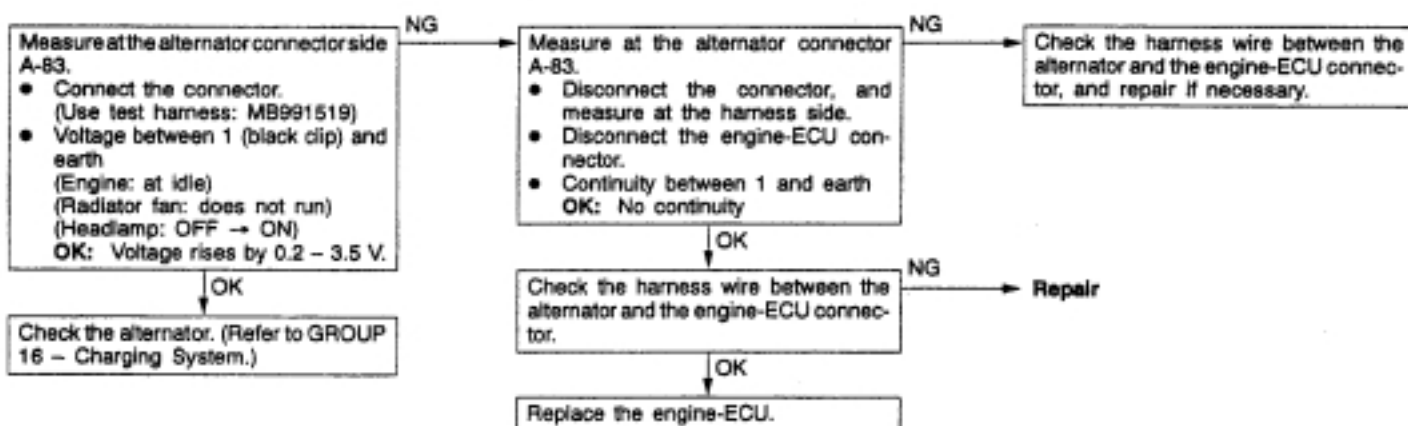 NG
Measure at the alternator connector side
A-83.
● Connect the connector.
(Use test harness: MB991519)
● Voltage between 1 (black clip) and
earth
(Engine: at idle)
(Radiator fan: does not run)
(Headlamp: OFF → ON)
OK: Voltage rises by 0.2 – 3.5 V.
OK
Check the alternator. (Refer to GROUP
16 – Charging System.)
Measure at the alternator connector
A-83.
● Disconnect the connector, and
measure at the harness side.
● Disconnect the engine-ECU con-
nector.
● Continuity between 1 and earth
OK: No continuity
NG
Check the harness wire between the
alternator and the engine-ECU connec-
tor, and repair if necessary.
OK
Check the harness wire between the
alternator and the engine-ECU connec-
tor.
NG
Repair
OK
Replace the engine-ECU.